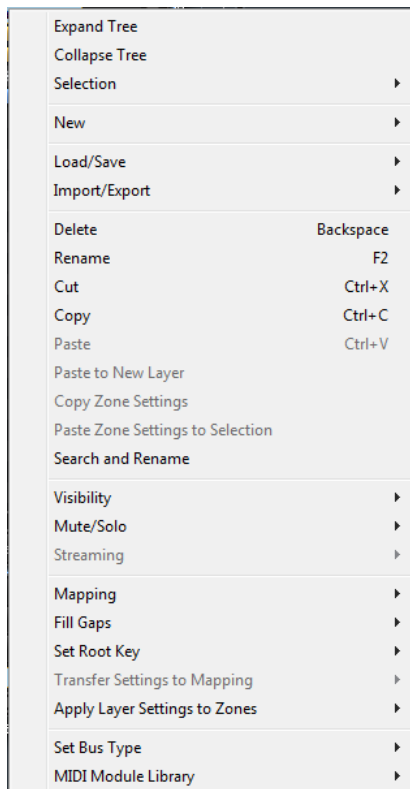 Expand Tree
Collapse Tree
Selection
New
Load/Save
Import/Export
Delete Backspace
Rename F2
Cut Ctrl+X
Copy Ctrl+C
Paste Ctrl+V
Paste to New Layer
Copy Zone Settings
Paste Zone Settings to Selection
Search and Rename
Visibility
Mute/Solo
Streaming
Mapping
Fill Gaps
Set Root Key
Transfer Settings to Mapping
Apply Layer Settings to Zones
Set Bus Type
MIDI Module Library